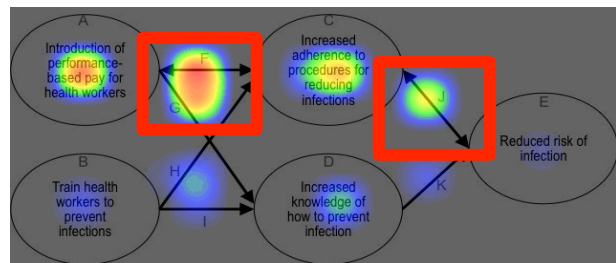 A
Introduction of
performance-
based pay for
health workers
F
G
C
Increased
adherence to
procedures for
reducing
infections
J
E
Reduced risk of
infection
B
Train health
workers to
prevent
infections
H
I
D
Increased
knowledge of
how to prevent
infection
K